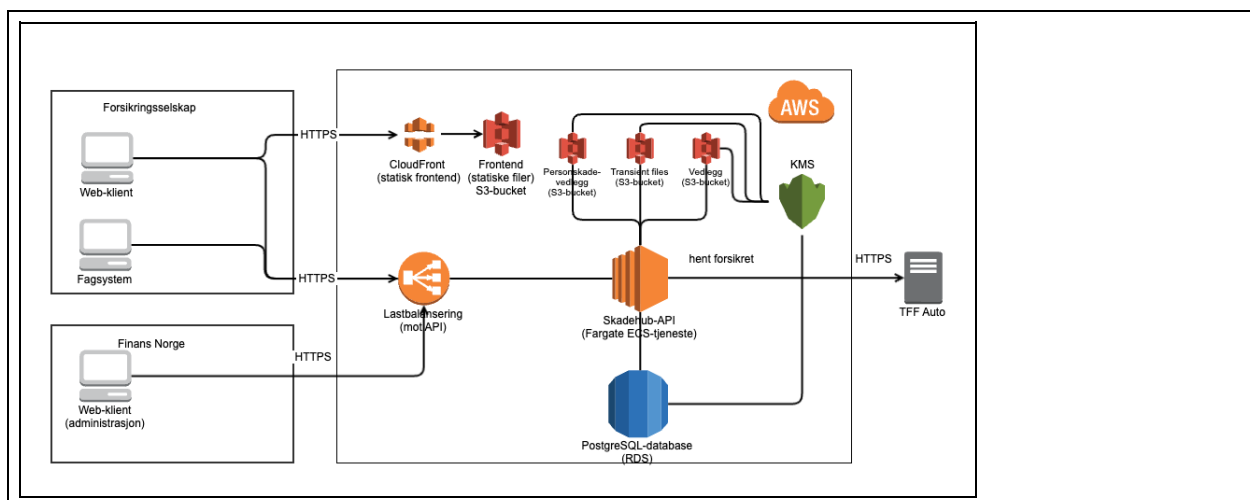 Forsikringsselskap
Web-klient
Fagsystem
HTTPS
HTTPS
Finans Norge
Web-klient
(administrasjon)
HTTPS
CloudFront
(statisk frontend)
Frontend
(statiske filer)
S3-bucket
Personskade-
vedlegg
(S3-bucket)
Transient files
(S3-bucket)
Vedlegg
(S3-bucket)
AWS
KMS
Lastbalensering
(mot API)
Skadehub-API
(Fargate ECS-tjeneste)
hent forsikret
HTTPS
TFF Auto
PostgreSQL-database
(RDS)